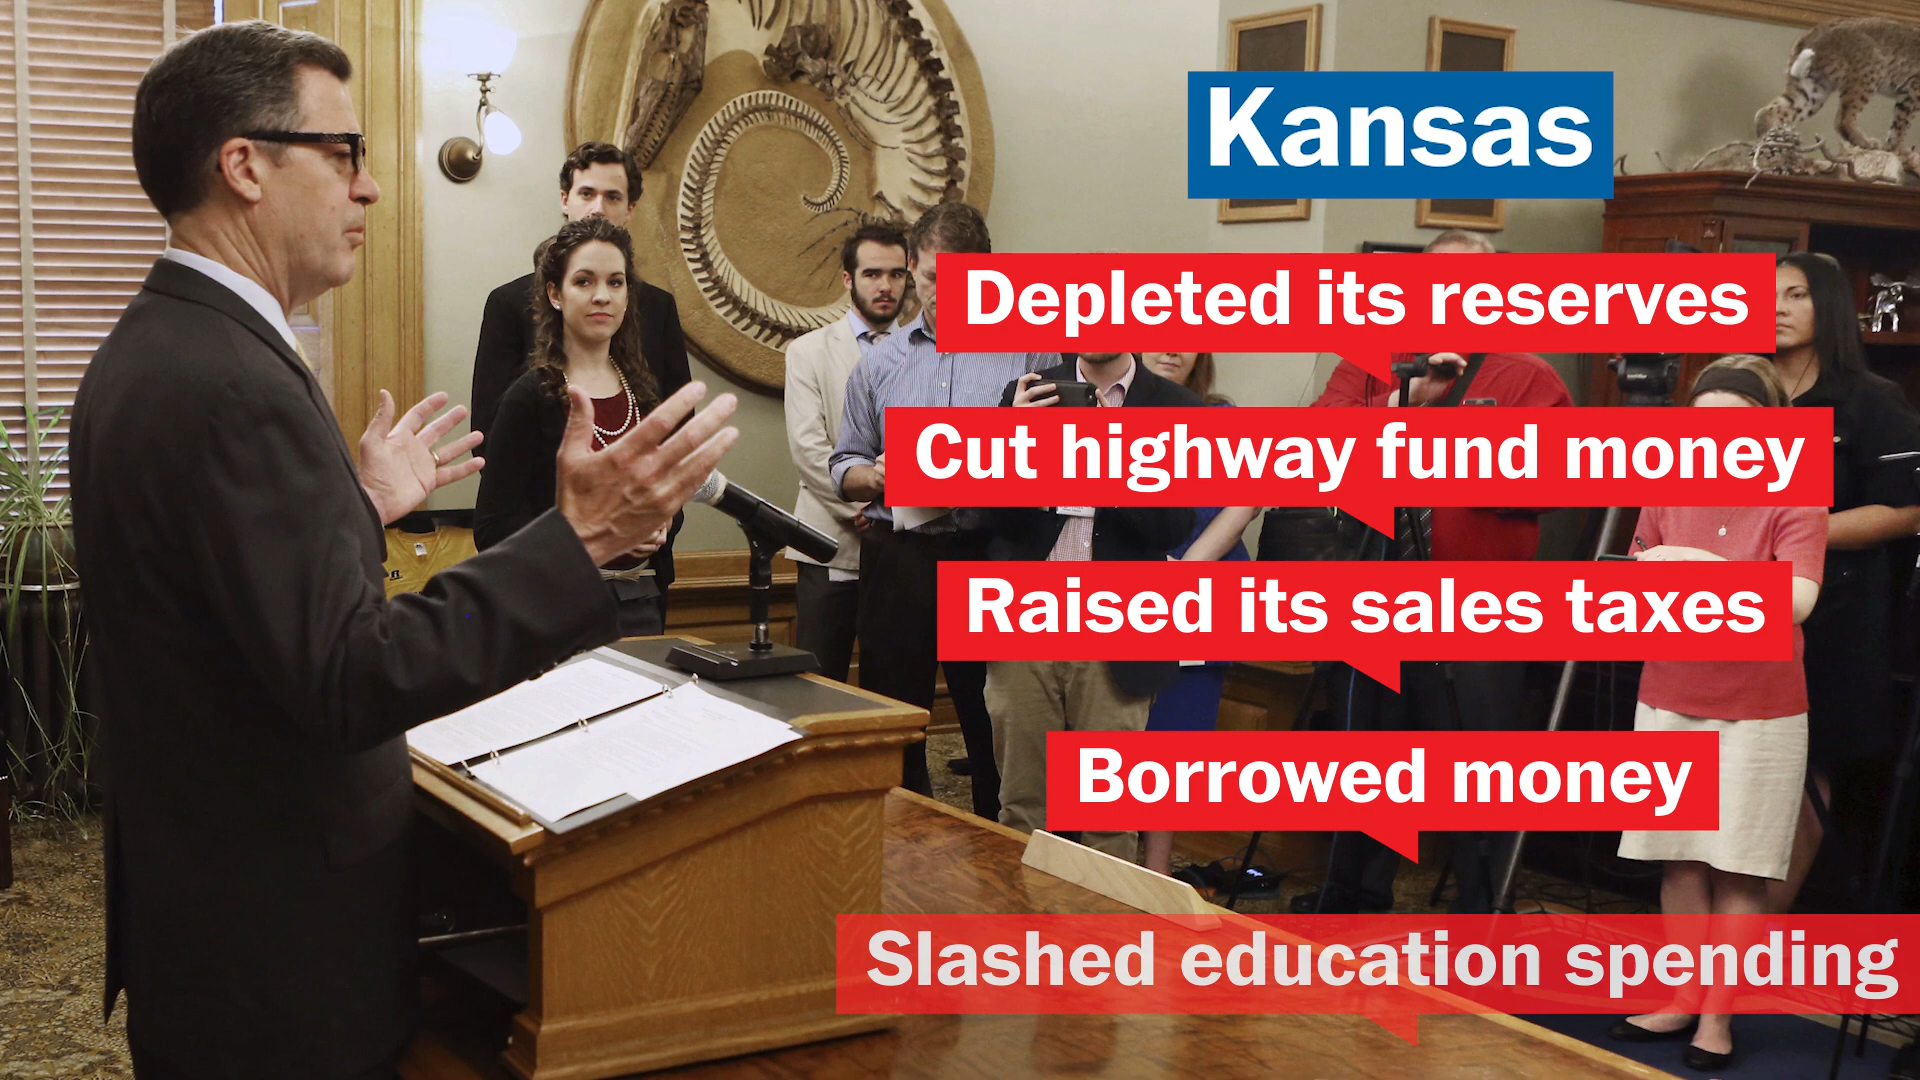 Kansas
Depleted its reserves
Cut highway fund money
Raised its sales taxes
Borrowed money
Slashed education spending